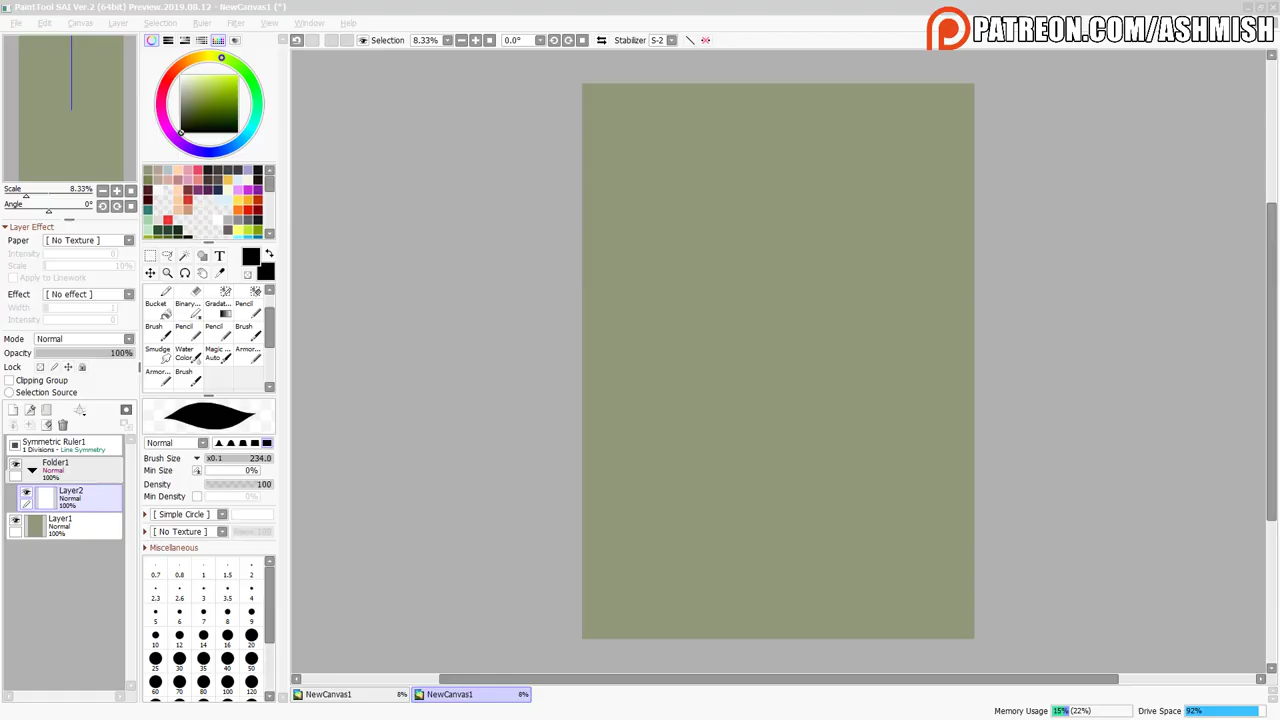 PaintTool SAI Ver.2 (64bit) Preview.2019.08.12 - NewCanvas1 (*)
File Edit Canvas Layer Selection Ruler Filter View Window Help
PATREON.COM/ASHMISH
Selection 8.33% 0.0° Stabilizer S-2
Scale 8.33%
Angle 0°
Layer Effect
Paper [ No Texture ]
Intensity 0
Scale 10%
Apply to Linework
Effect [ No effect ]
Width 1
Intensity 0
Mode Normal
Opacity 100%
Lock
Clipping Group
Selection Source
Symmetric Ruler1
1 Divisions - Line Symmetry
Folder1
Normal
100%
Layer2
Normal
100%
Layer1
Normal
100%
T
Bucket Binary... Gradat... Pencil
Brush Pencil Pencil Brush
Smudge Water Color Magic ... Auto Armor...
Armor... Brush
Normal
Brush Size x0.1 234.0
Min Size 0%
Density 100
Min Density 0%
[ Simple Circle ]
[ No Texture ]
Miscellaneous
0.7 0.8 1 1.5 2
2.3 2.6 3 3.5 4
5 6 7 8 9
10 12 14 16 20
25 30 35 40 50
60 70 80 100 120
NewCanvas1 8% NewCanvas1 8%
Memory Usage 15% (22%) Drive Space 92%